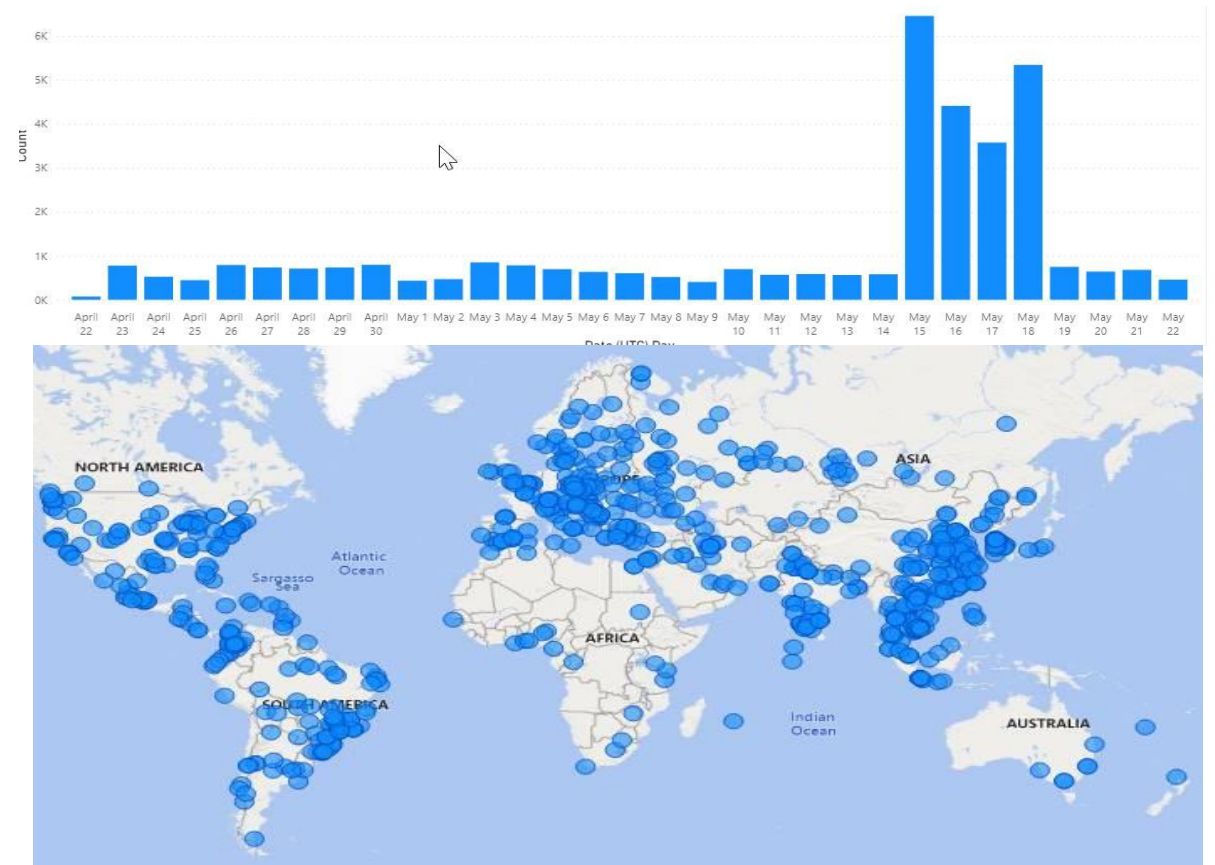 6K
5K
4K
3K
2K
1K
0K
Count
April 22
April 23
April 24
April 25
April 26
April 27
April 28
April 29
April 30
May 1
May 2
May 3
May 4
May 5
May 6
May 7
May 8
May 9
May 10
May 11
May 12
May 13
May 14
May 15
May 16
May 17
May 18
May 19
May 20
May 21
May 22
Date (UTC) Day
NORTH AMERICA
ASIA
Atlantic
Ocean
Sargasso
Sea
AFRICA
SOUTH AMERICA
Indian
Ocean
AUSTRALIA